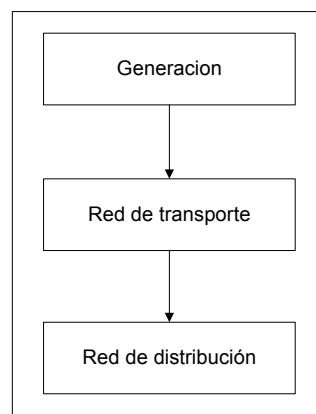 Generacion
Red de transporte
Red de distribución